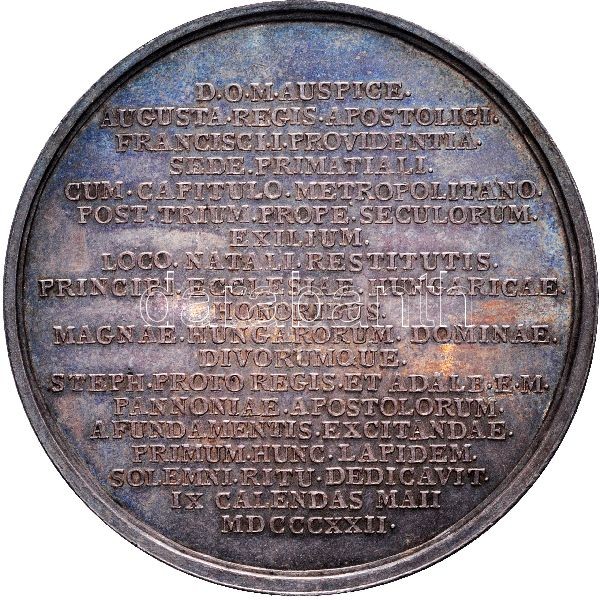 D·O·M·AUSPICE·
AUGUSTA·REGIS·APOSTOLICI·
FRANCISCI·I·PROVIDENTIA·
SEDE·PRIMATIALI·
CUM·CAPITULO·METROPOLITANO·
POST·TRIUM·PROPE·SECULORUM·
EXILIUM·
LOCO·NATALI·RESTITUTIS·
PRINCIPI·ECCLESIAE·HUNGARICAE·
HONORIBUS·
MAGNAE·HUNGARORUM·DOMINAE·
DIVORUMQUE·
STEPH·PROFO·REGIS·ET·ADALB·E·M·
PANNONIAE·APOSTOLORUM·
A FUNDAMENTIS·EXCITANDAE·
PRIMUM·HUNC·LAPIDEM·
SOLEMNI·RITU·DEDICAVIT·
IX CALENDAS MAII
MDCCCXXII·
darabanth